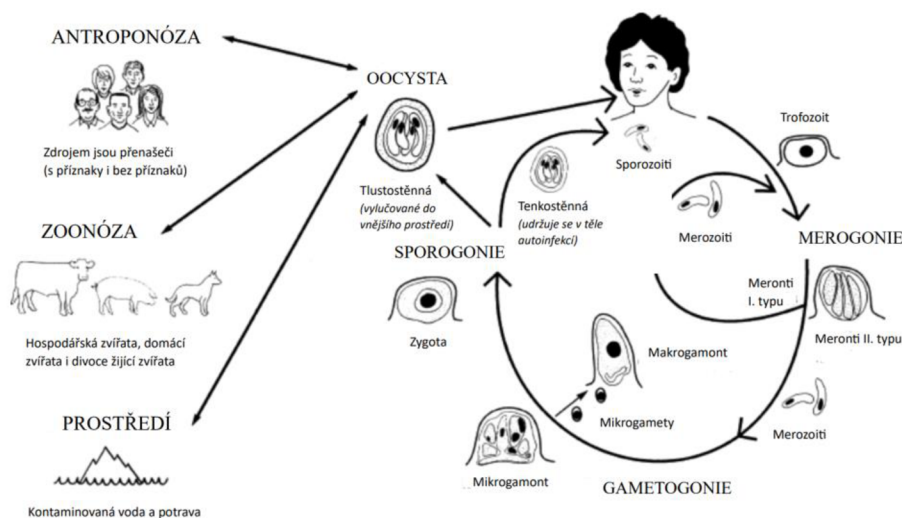 ANTROPONÓZA
Zdrojem jsou přenašeči
(s příznaky i bez příznaků)
ZOONÓZA
Hospodářská zvířata, domácí
zvířata i divoce žijící zvířata
PROSTŘEDÍ
Kontaminovaná voda a potrava
OOCYSTA
Tlustostěnná
(vylučované do
vnějšího prostředí)
Tenkostěnná
(udržuje se v těle
autoinfekcí)
Sporozoiti
Trofozoit
Merozoiti
MEROGONIE
Meronti
I. typu
Meronti II. typu
Merozoiti
GAMETOGONIE
Makrogamont
Mikrogamety
Mikrogamont
SPOROGONIE
Zygota